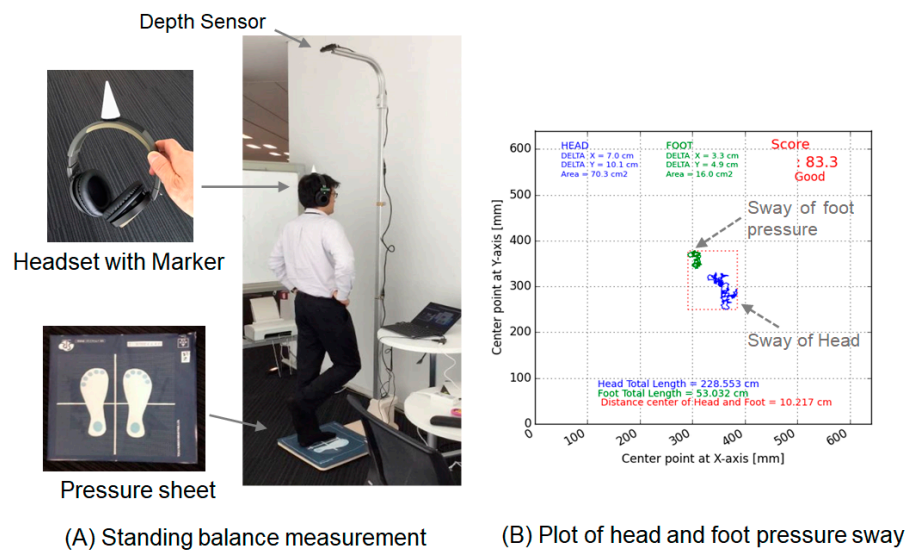 Depth Sensor
Headset with Marker
Pressure sheet
(A) Standing balance measurement
HEAD
DELTA X = 7.0 cm
DELTA Y = 10.1 cm
Area = 70.3 cm2
FOOT
DELTA X = 3.3 cm
DELTA Y = 4.9 cm
Area = 16.0 cm2
Score
: 83.3
Good
Sway of foot
pressure
Sway of Head
Center point at Y-axis [mm]
600
500
400
300
200
100
0
Head Total Length = 228.553 cm
Foot Total Length = 53.032 cm
Distance center of Head and Foot = 10.217 cm
0
100
200
300
400
500
600
Center point at X-axis [mm]
(B) Plot of head and foot pressure sway